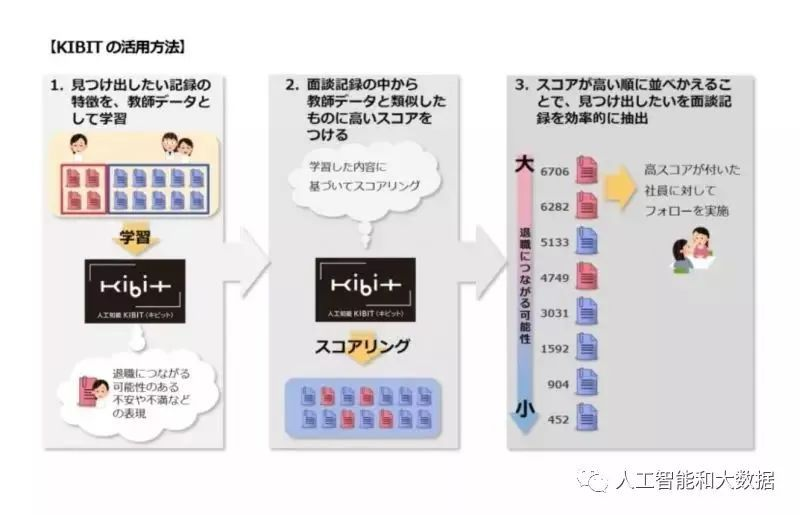 【KIBITの活用方法】
1. 見つけ出したい記録の
特徴を、教師データと
して学習
学習
Kibit
人工知能 KIBIT（キビット）
退職につながる
可能性のある
不安や不満など
の表現
2. 面談記録の中から
教師データと類似した
ものに高いスコアを
つける
学習した内容に
基づいてスコアリング
Kibit
人工知能 KIBIT（キビット）
スコアリング
3. スコアが高い順に並べかえるこ
とで、見つけ出したいを面談記
録を効率的に抽出
大
退職につながる可能性
小
6706
6282
5133
4749
3031
1592
904
452
高スコアが付いた
社員に対して
フォローを実施
人工智能和大数据